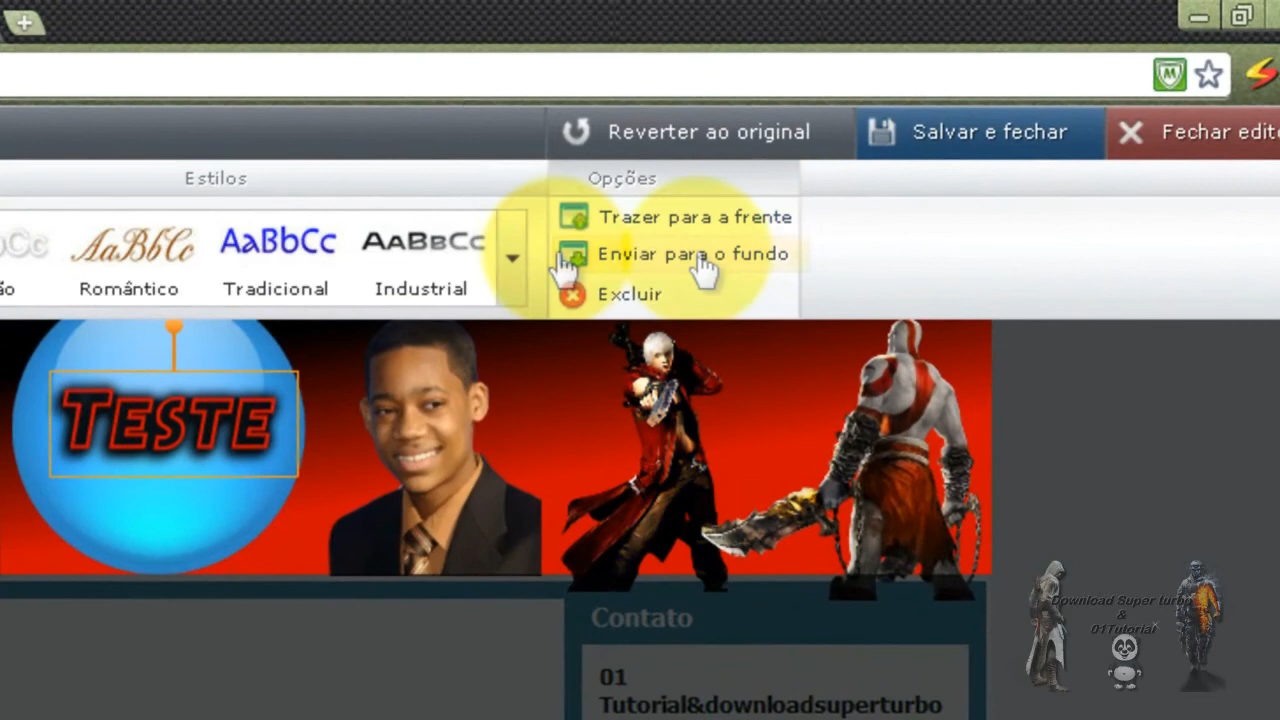 Reverter ao original
Salvar e fechar
Fechar edit
Estilos
Opções
AaBbCc
AaBbCc
AaBbCc
Romântico
Tradicional
Industrial
Trazer para a frente
Enviar para o fundo
Excluir
TESTE
Download Super turbo
&
01Tutorial
Contato
01
Tutorial&downloadsuperturbo